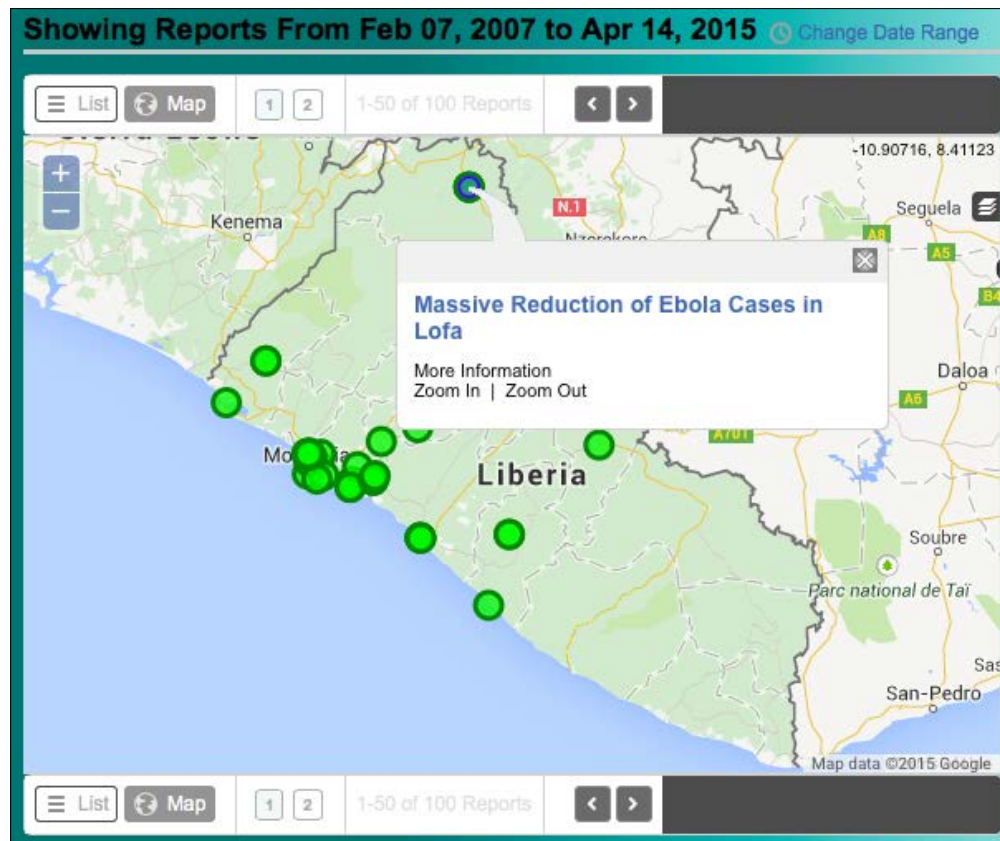 Showing Reports From Feb 07, 2007 to Apr 14, 2015 Change Date Range
List Map 1 2 1-50 of 100 Reports
-10.90716, 8.41123
Kenema
N.1
Seguela
A8
A5
Massive Reduction of Ebola Cases in
Lofa
More Information
Zoom In | Zoom Out
Daloa
A6
A701
Liberia
Soubre
Parc national de Taï
San-Pedro
Map data ©2015 Google
List Map 1 2 1-50 of 100 Reports